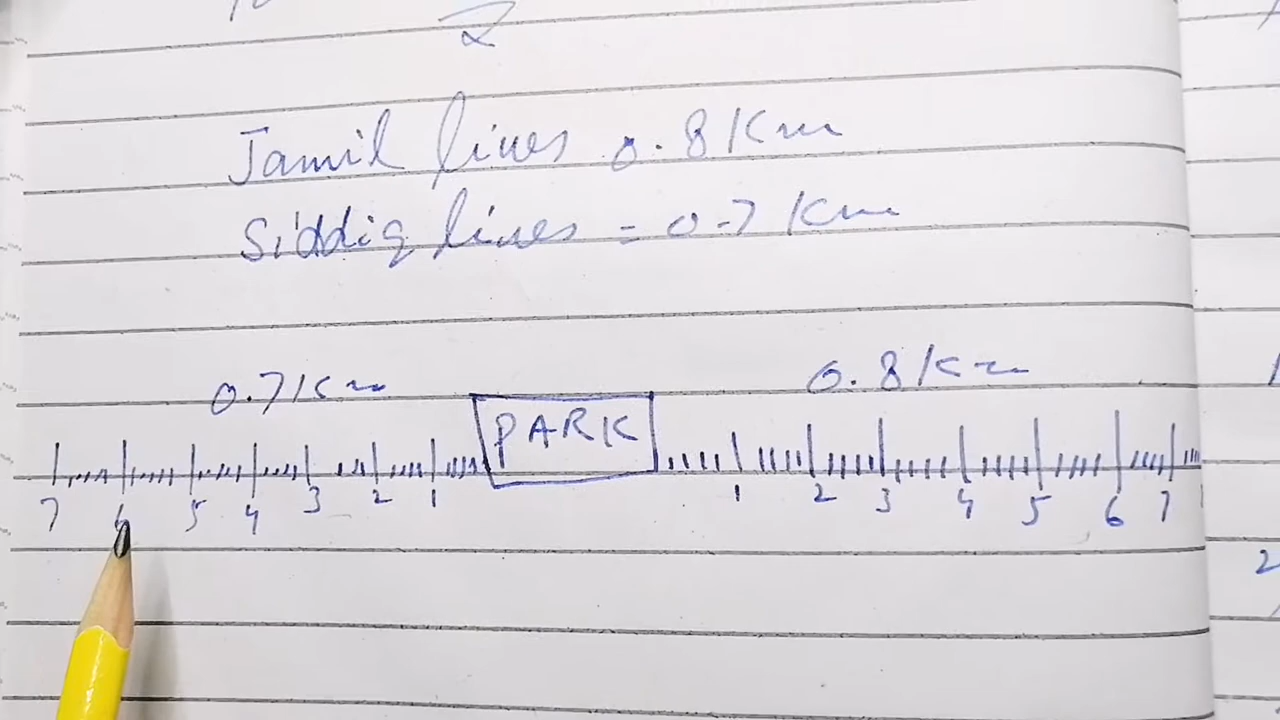 Jamil lives 0.8 Km
Siddiq lives = 0.7 Km
0.7 Km 0.8 Km
PARK
7 6 5 4 3 2 1 1 2 3 4 5 6 7
2